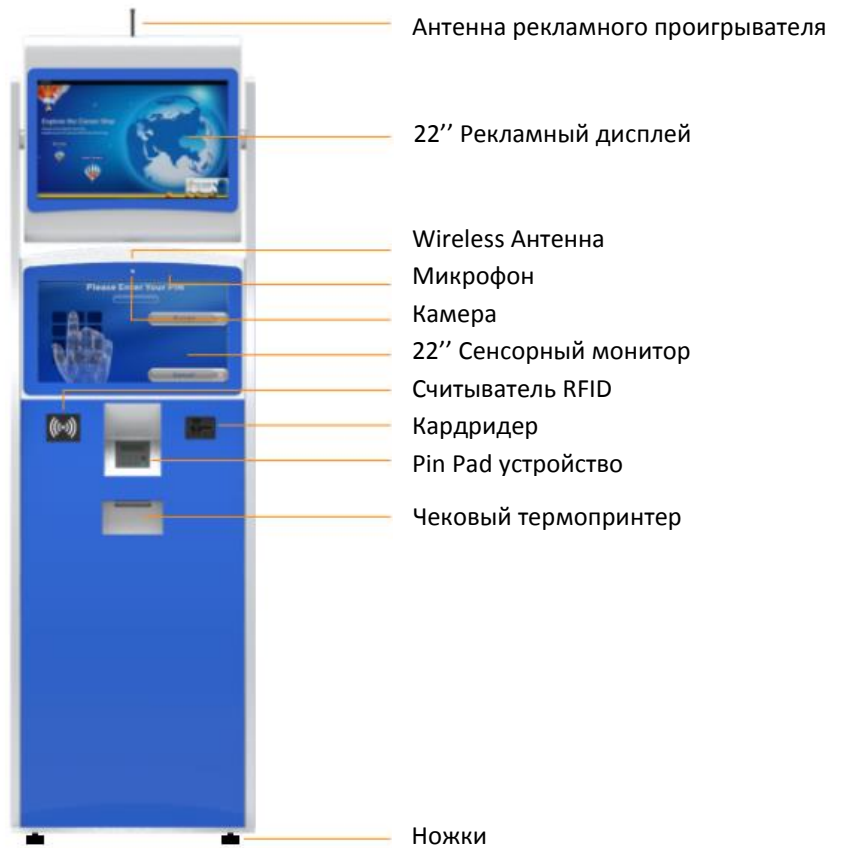 Антенна рекламного проигрывателя
22’’ Рекламный дисплей
Wireless Антенна
Микрофон
Please Enter Your PIN
Камера
22’’ Сенсорный монитор
Считыватель RFID
Кардридер
Pin Pad устройство
Чековый термопринтер
Ножки